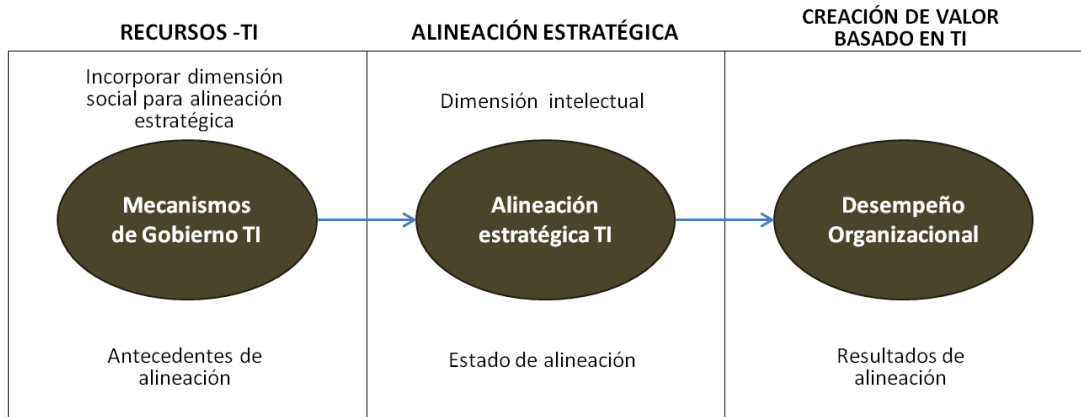 RECURSOS -TI
Incorporar dimensión
social para alineación
estratégica
Mecanismos
de Gobierno TI
Antecedentes de
alineación
ALINEACIÓN ESTRATÉGICA
Dimensión intelectual
Alineación
estratégica TI
Estado de alineación
CREACIÓN DE VALOR
BASADO EN TI
Desempeño
Organizacional
Resultados de
alineación